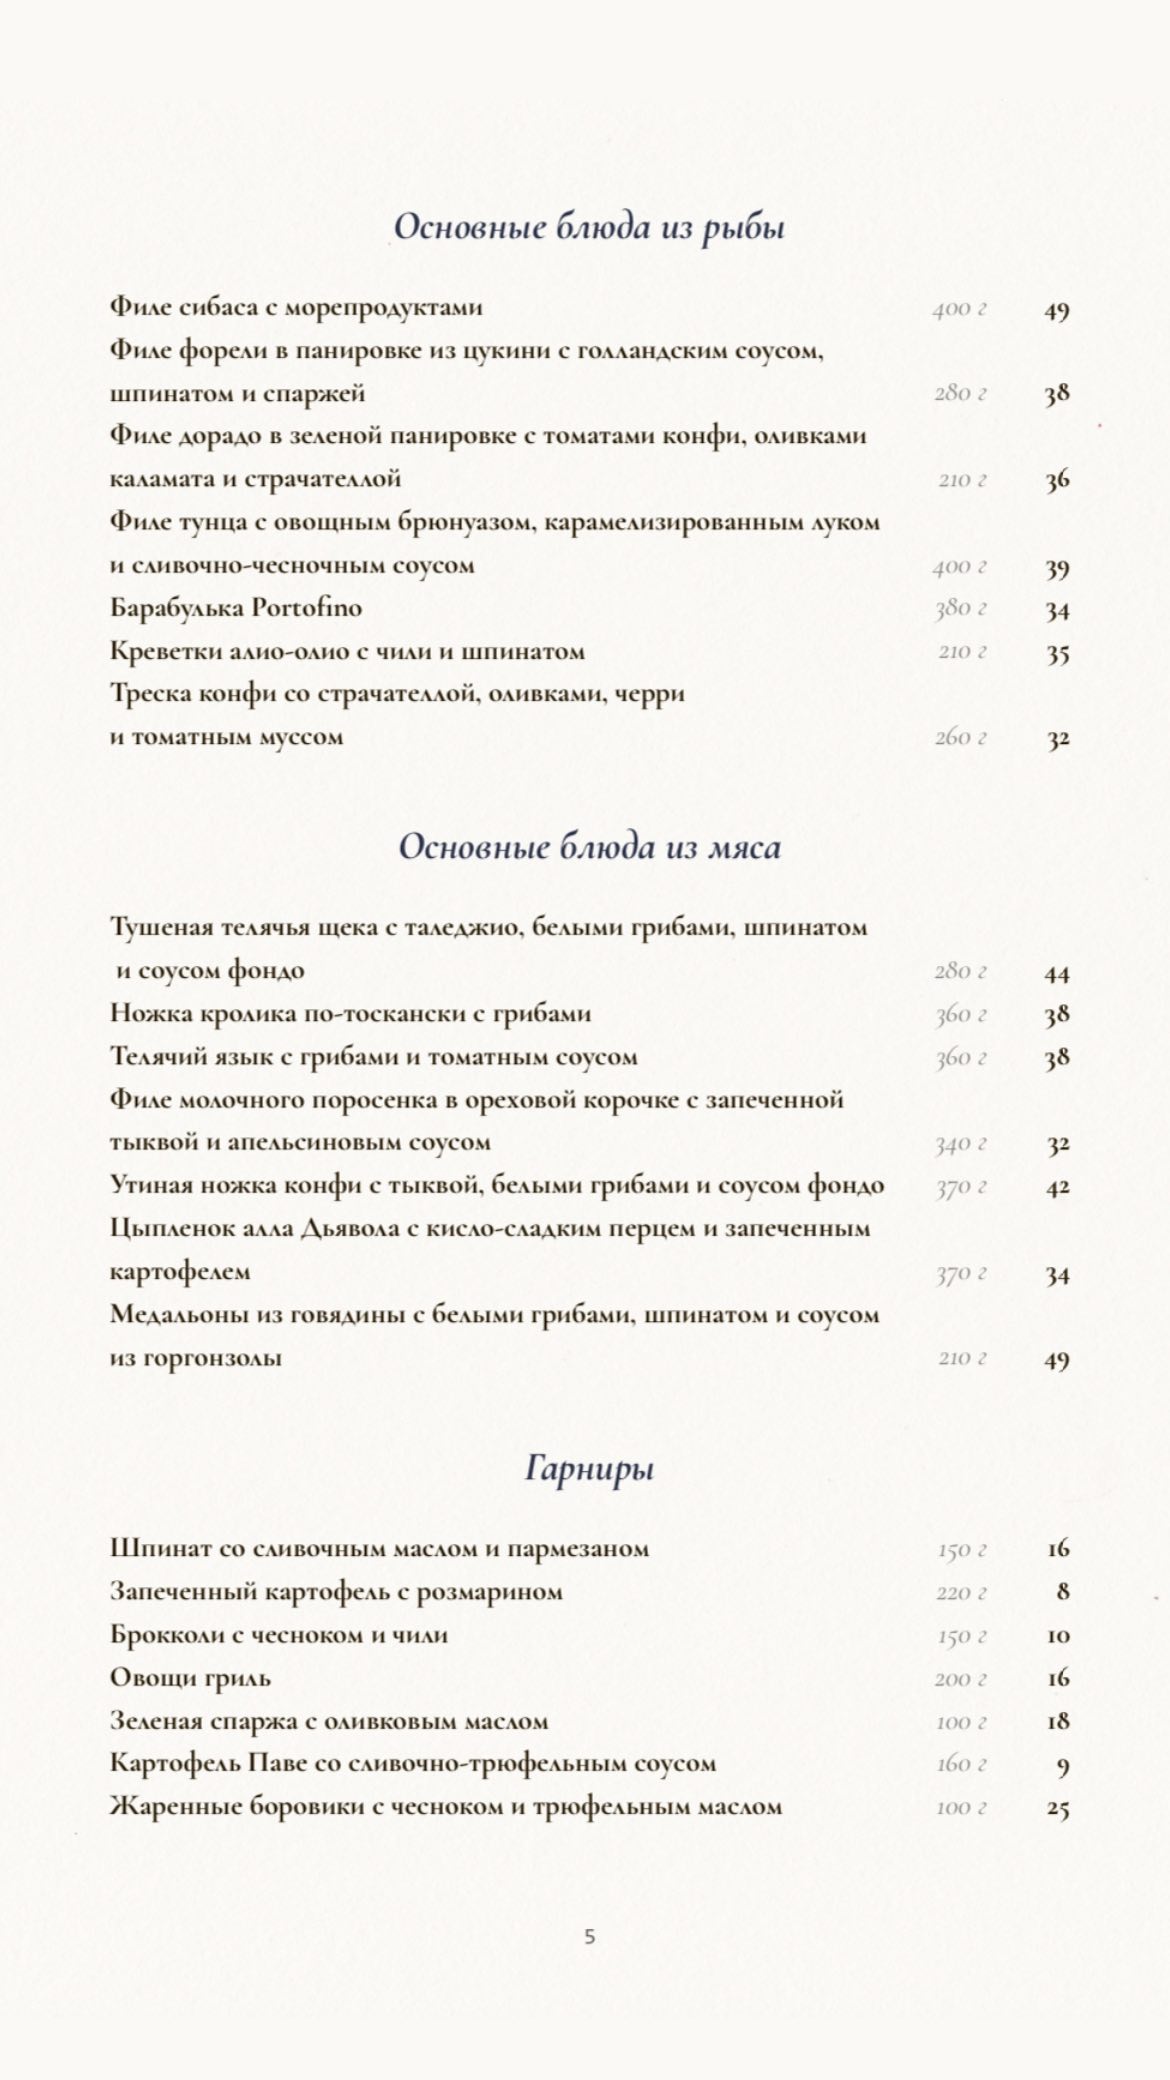 Основные блюда из рыбы
Филе сибаса с морепродуктами 400 г 49
Филе форели в панировке из цукини с голландским соусом,
шпинатом и спаржей 280 г 38
Филе дорадо в зеленой панировке с томатами конфи, оливками
каламата и страчателлой 210 г 36
Филе тунца с овощным брюнуазом, карамелизированным луком
и сливочно-чесночным соусом 400 г 39
Барабулька Portofino 380 г 34
Креветки алио-олио с чили и шпинатом 210 г 35
Треска конфи со страчателлой, оливками, черри
и томатным муссом 260 г 32
Основные блюда из мяса
Тушеная телячья щека с таледжио, белыми грибами, шпинатом
и соусом фондо 280 г 44
Ножка кролика по-тоскански с грибами 360 г 38
Телячий язык с грибами и томатным соусом 360 г 38
Филе молочного поросенка в ореховой корочке с запеченной
тыквой и апельсиновым соусом 340 г 32
Утиная ножка конфи с тыквой, белыми грибами и соусом фондо 370 г 42
Цыпленок алла Дьявола с кисло-сладким перцем и запеченным
картофелем 370 г 34
Медальоны из говядины с белыми грибами, шпинатом и соусом
из горгонзолы 210 г 49
Гарниры
Шпинат со сливочным маслом и пармезаном 150 г 16
Запеченный картофель с розмарином 220 г 8
Брокколи с чесноком и чили 150 г 10
Овощи гриль 200 г 16
Зеленая спаржа с оливковым маслом 100 г 18
Картофель Паве со сливочно-трюфельным соусом 160 г 9
Жаренные боровики с чесноком и трюфельным маслом 100 г 25
5